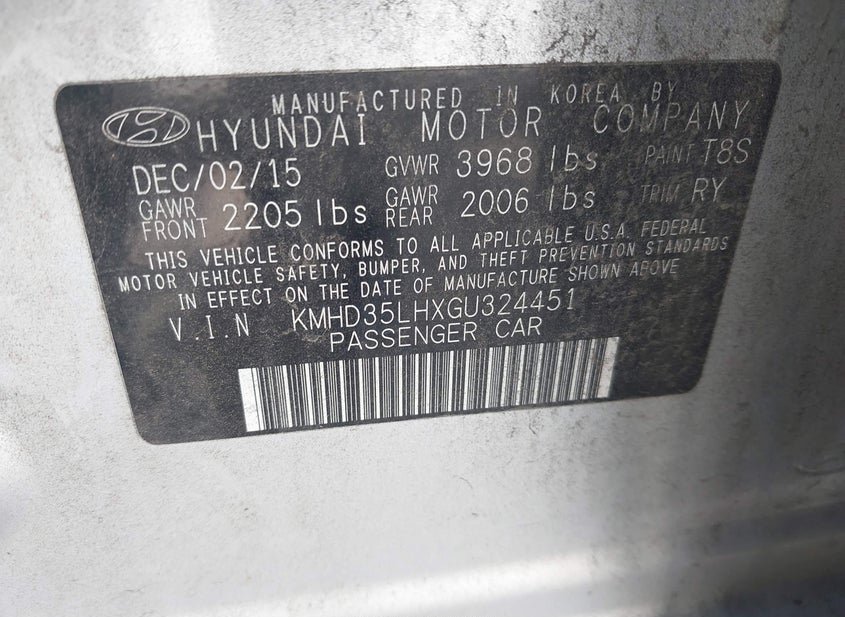 MANUFACTURED IN KOREA BY
HYUNDAI MOTOR COMPANY
DEC/02/15 GVWR 3968 lbs PAINT T8S
GAWR FRONT 2205 lbs GAWR REAR 2006 lbs TRIM RY
THIS VEHICLE CONFORMS TO ALL APPLICABLE U.S.A. FEDERAL
MOTOR VEHICLE SAFETY, BUMPER, AND THEFT PREVENTION STANDARDS
IN EFFECT ON THE DATE OF MANUFACTURE SHOWN ABOVE
V.I.N KMHD35LHXGU324451
PASSENGER CAR